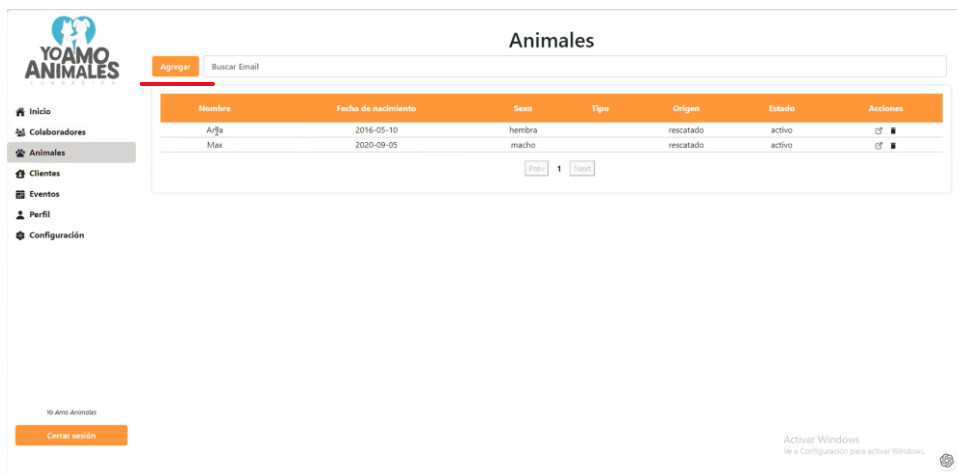 YO AMO
ANIMALES
FUNDACIÓN
Inicio
Colaboradores
Animales
Clientes
Eventos
Perfil
Configuración
Yo Amo Animales
Cerrar sesión
Animales
Agregar Buscar Email
Nombre Fecha de nacimiento Sexo Tipo Origen Estado Acciones
2016-05-10 hembra rescatado activo
Max 2020-09-05 macho rescatado activo
Prev 1 Next
Activar Windows
Ve a Configuración para activar Windows.